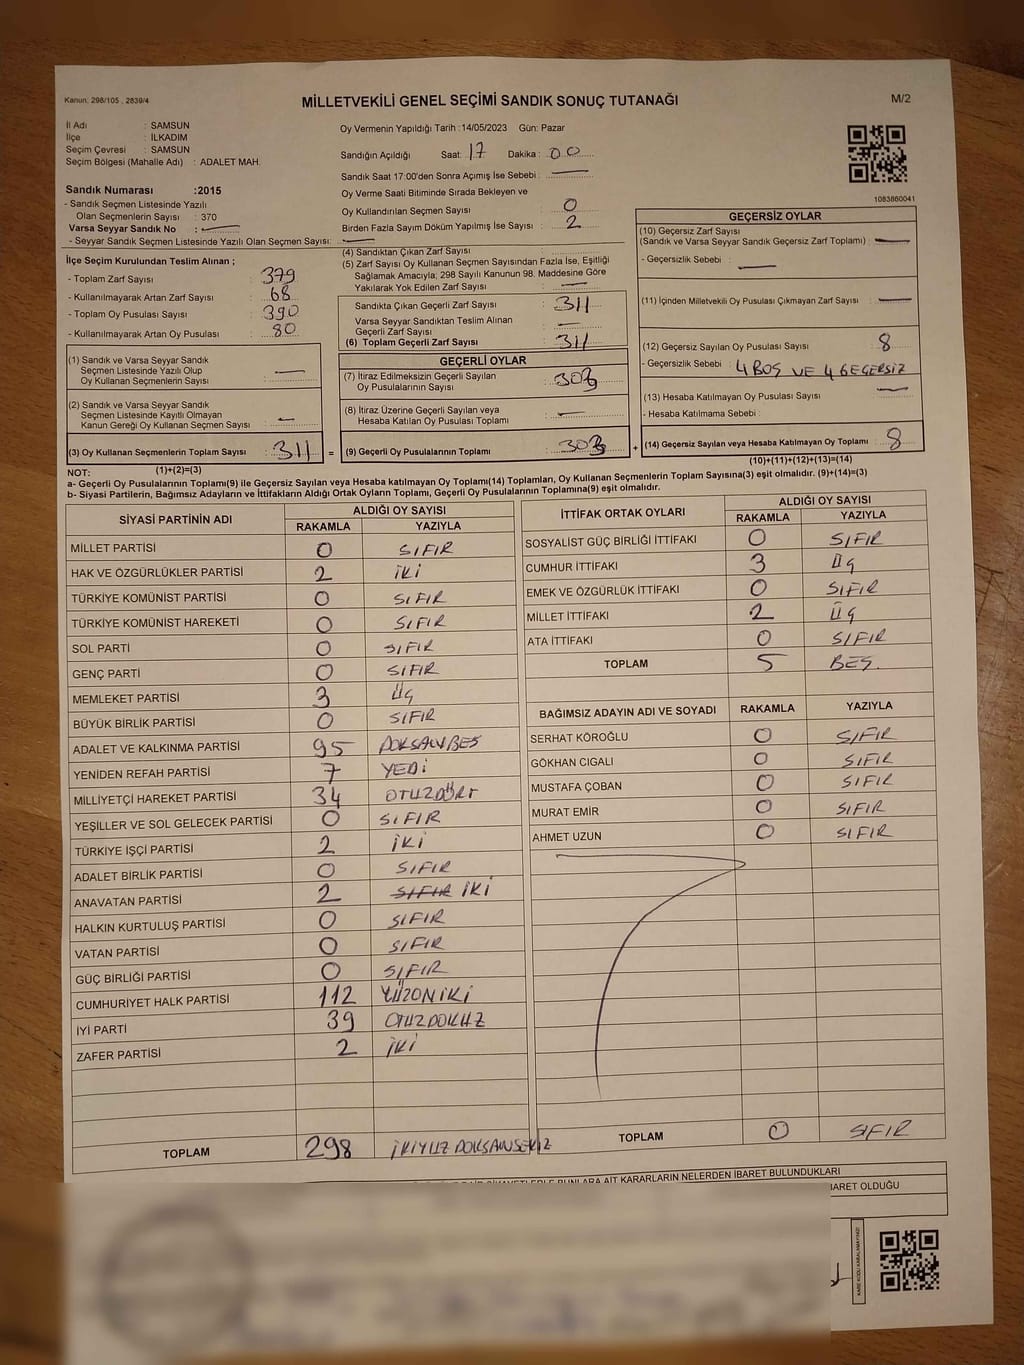 Kanun: 298/105 , 2839/4
MİLLETVEKİLİ GENEL SEÇİMİ SANDIK SONUÇ TUTANAĞI
M/2
İl Adı : SAMSUN
İlçe : İLKADIM
Seçim Çevresi : SAMSUN
Seçim Bölgesi (Mahalle Adı) : ADALET MAH.
Sandık Numarası :2015
- Sandık Seçmen Listesinde Yazılı
Olan Seçmenlerin Sayısı : 370
Varsa Seyyar Sandık No :
- Seyyar Sandık Seçmen Listesinde Yazılı Olan Seçmen Sayısı:
Oy Vermenin Yapıldığı Tarih :14/05/2023 Gün: Pazar
Sandığın Açıldığı Saat: 17 Dakika : 00
Sandık Saat 17:00'den Sonra Açılmış İse Sebebi :
Oy Verme Saati Bitiminde Sırada Bekleyen ve
Oy Kullandırılan Seçmen Sayısı : 0
Birden Fazla Sayım Döküm Yapılmış İse Sayısı : 2
1083860041
İlçe Seçim Kurulundan Teslim Alınan ;
- Toplam Zarf Sayısı : 379
- Kullanılmayarak Artan Zarf Sayısı : 68
- Toplam Oy Pusulası Sayısı : 390
- Kullanılmayarak Artan Oy Pusulası : 80
(4) Sandıktan Çıkan Zarf Sayısı
(5) Zarf Sayısı Oy Kullanan Seçmen Sayısından Fazla İse, Eşitliği
Sağlamak Amacıyla; 298 Sayılı Kanunun 98. Maddesine Göre
Yakılarak Yok Edilen Zarf Sayısı :
Sandıkta Çıkan Geçerli Zarf Sayısı : 311
Varsa Seyyar Sandıktan Teslim Alınan
Geçerli Zarf Sayısı :
(6) Toplam Geçerli Zarf Sayısı : 311
GEÇERSİZ OYLAR
(10) Geçersiz Zarf Sayısı
(Sandık ve Varsa Seyyar Sandık Geçersiz Zarf Toplamı) :
- Geçersizlik Sebebi :
(11) İçinden Milletvekili Oy Pusulası Çıkmayan Zarf Sayısı :
(12) Geçersiz Sayılan Oy Pusulası Sayısı : 8
- Geçersizlik Sebebi : 4 BOŞ VE 4 GEÇERSİZ
(13) Hesaba Katılmayan Oy Pusulası Sayısı :
- Hesaba Katılmama Sebebi :
(14) Geçersiz Sayılan veya Hesaba Katılmayan Oy Toplamı : 8
(10)+(11)+(12)+(13)=(14)
(1) Sandık ve Varsa Seyyar Sandık
Seçmen Listesinde Yazılı Olup
Oy Kullanan Seçmenlerin Sayısı :
(2) Sandık ve Varsa Seyyar Sandık
Seçmen Listesinde Kayıtlı Olmayan
Kanun Gereği Oy Kullanan Seçmen Sayısı :
(3) Oy Kullanan Seçmenlerin Toplam Sayısı : 311 =
(1)+(2)=(3)
GEÇERLİ OYLAR
(7) İtiraz Edilmeksizin Geçerli Sayılan
Oy Pusulalarının Sayısı : 303
(8) İtiraz Üzerine Geçerli Sayılan veya
Hesaba Katılan Oy Pusulası Toplamı :
(9) Geçerli Oy Pusulalarının Toplamı : 303 +
NOT:
a- Geçerli Oy Pusulalarının Toplamı(9) ile Geçersiz Sayılan veya Hesaba katılmayan Oy Toplamı(14) Toplamları, Oy Kullanan Seçmenlerin Toplam Sayısına(3) eşit olmalıdır. (9)+(14)=(3)
b- Siyasi Partilerin, Bağımsız Adayların ve İttifakların Aldığı Ortak Oyların Toplamı, Geçerli Oy Pusulalarının Toplamına(9) eşit olmalıdır.
SİYASİ PARTİNİN ADI ALDIĞI OY SAYISI
RAKAMLA YAZIYLA
MİLLET PARTİSİ 0 SIFIR
HAK VE ÖZGÜRLÜKLER PARTİSİ 2 İKİ
TÜRKİYE KOMÜNİST PARTİSİ 0 SIFIR
TÜRKİYE KOMÜNİST HAREKETİ 0 SIFIR
SOL PARTİ 0 SIFIR
GENÇ PARTİ 0 SIFIR
MEMLEKET PARTİSİ 3 ÜÇ
BÜYÜK BİRLİK PARTİSİ 0 SIFIR
ADALET VE KALKINMA PARTİSİ 95 DOKSANBEŞ
YENİDEN REFAH PARTİSİ 7 YEDİ
MİLLİYETÇİ HAREKET PARTİSİ 34 OTUZDÖRT
YEŞİLLER VE SOL GELECEK PARTİSİ 0 SIFIR
TÜRKİYE İŞÇİ PARTİSİ 2 İKİ
ADALET BİRLİK PARTİSİ 0 SIFIR
ANAVATAN PARTİSİ 2 SIFIR İKİ
HALKIN KURTULUŞ PARTİSİ 0 SIFIR
VATAN PARTİSİ 0 SIFIR
GÜÇ BİRLİĞİ PARTİSİ 0 SIFIR
CUMHURİYET HALK PARTİSİ 112 YÜZONİKİ
İYİ PARTİ 39 OTUZDOKUZ
ZAFER PARTİSİ 2 İKİ
TOPLAM 298 İKİYÜZDOKSANSEKİZ
İTTİFAK ORTAK OYLARI ALDIĞI OY SAYISI
RAKAMLA YAZIYLA
SOSYALİST GÜÇ BİRLİĞİ İTTİFAKI 0 SIFIR
CUMHUR İTTİFAKI 3 ÜÇ
EMEK VE ÖZGÜRLÜK İTTİFAKI 0 SIFIR
MİLLET İTTİFAKI 2 ÜÇ
ATA İTTİFAKI 0 SIFIR
TOPLAM 5 BEŞ.
BAĞIMSIZ ADAYIN ADI VE SOYADI RAKAMLA YAZIYLA
SERHAT KÖROĞLU 0 SIFIR
GÖKHAN CIGALI 0 SIFIR
MUSTAFA ÇOBAN 0 SIFIR
MURAT EMİR 0 SIFIR
AHMET UZUN 0 SIFIR
TOPLAM 0 SIFIR
BUNLARA AİT KARARLARIN NELERDEN İBARET BULUNDUKLARI
İBARET OLDUĞU